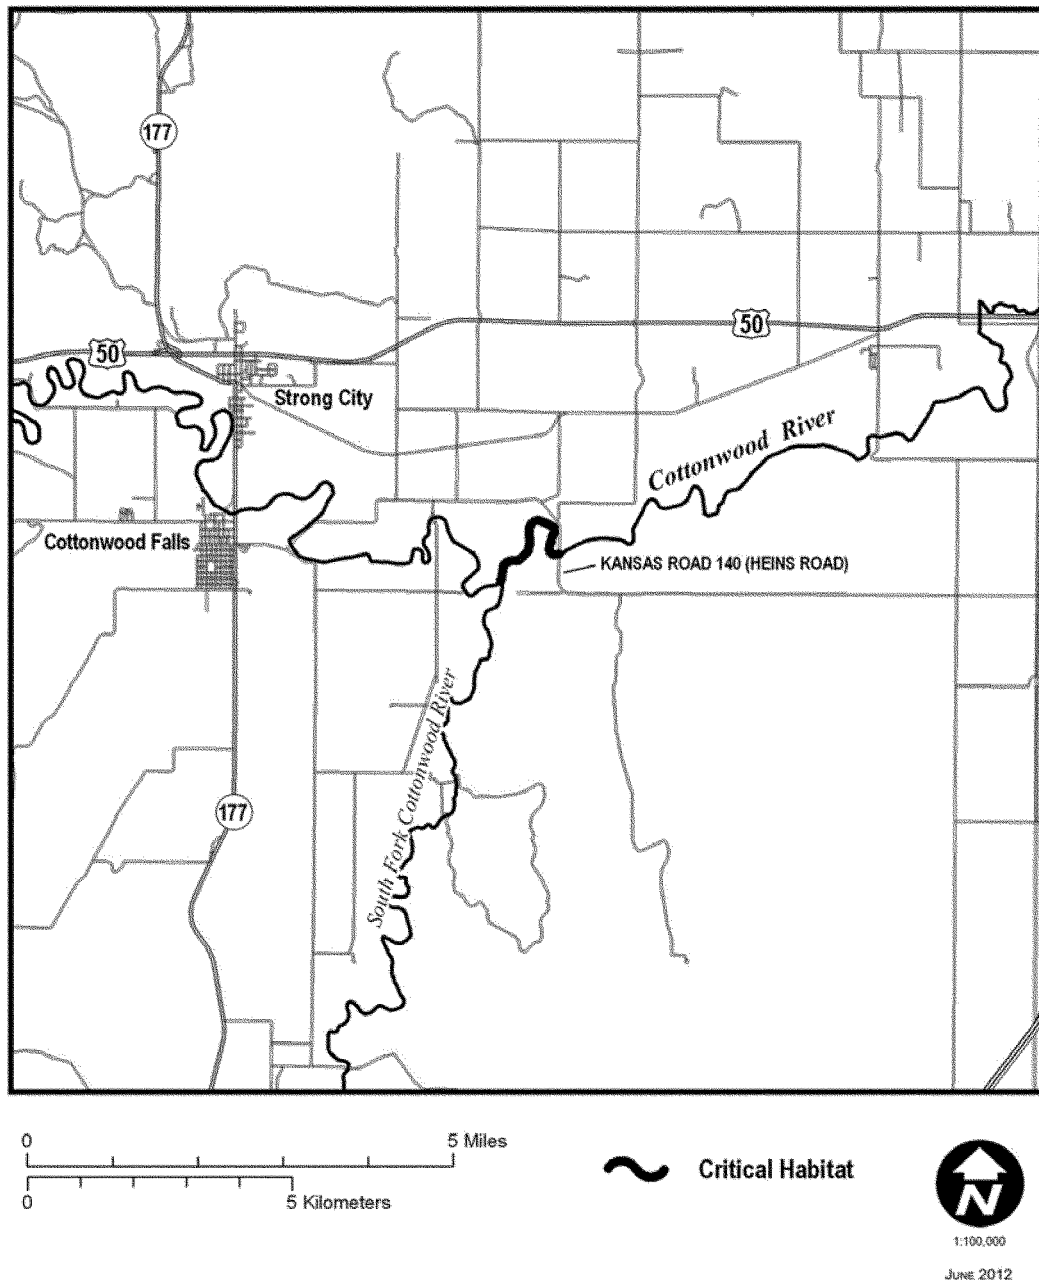 177
50
50
Strong City
Cottonwood River
Cottonwood Falls
KANSAS ROAD 140 (HEINS ROAD)
South Fork Cottonwood River
177
0
5 Miles
0
5 Kilometers
Critical Habitat
N
1:100,000
JUNE 2012